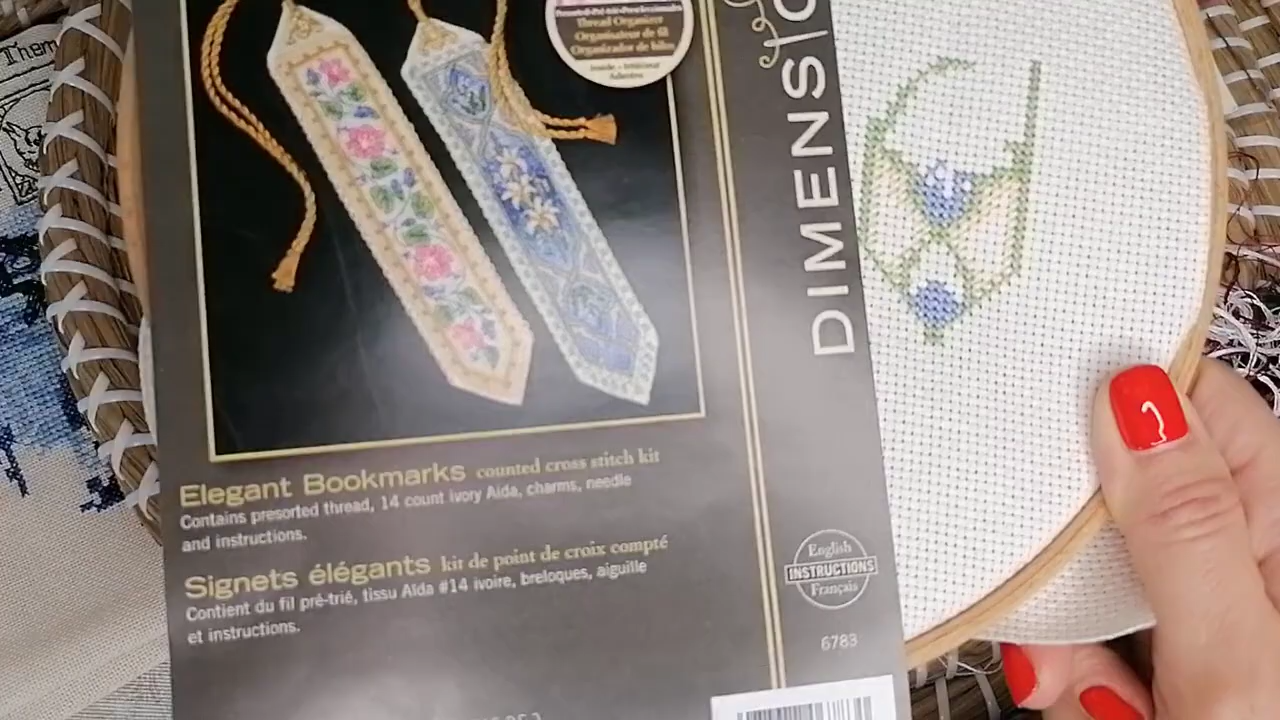 Them
Thread Organizer
Organisateur de fil
Organizador de hilos
DIMENSIO
Elegant Bookmarks counted cross stitch kit
Contains presorted thread, 14 count ivory Aida, charms, needle
and instructions.
Signets élégants kit de point de croix compté
Contient du fil pré-trié, tissu Aida #14 ivoire, breloques, aiguille
et instructions.
English
INSTRUCTIONS
Français
6783